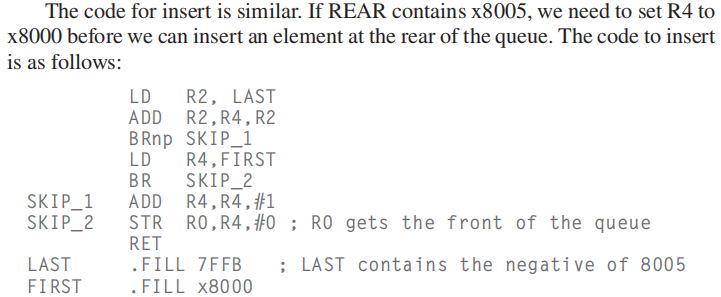 The code for insert is similar. If REAR contains x8005, we need to set R4 to
x8000 before we can insert an element at the rear of the queue. The code to insert
is as follows:
LD R2, LAST
ADD R2,R4,R2
BRnp SKIP_1
LD R4,FIRST
BR SKIP_2
SKIP_1 ADD R4,R4,#1
SKIP_2 STR R0,R4,#0 ; R0 gets the front of the queue
RET
LAST .FILL 7FFB ; LAST contains the negative of 8005
FIRST .FILL x8000